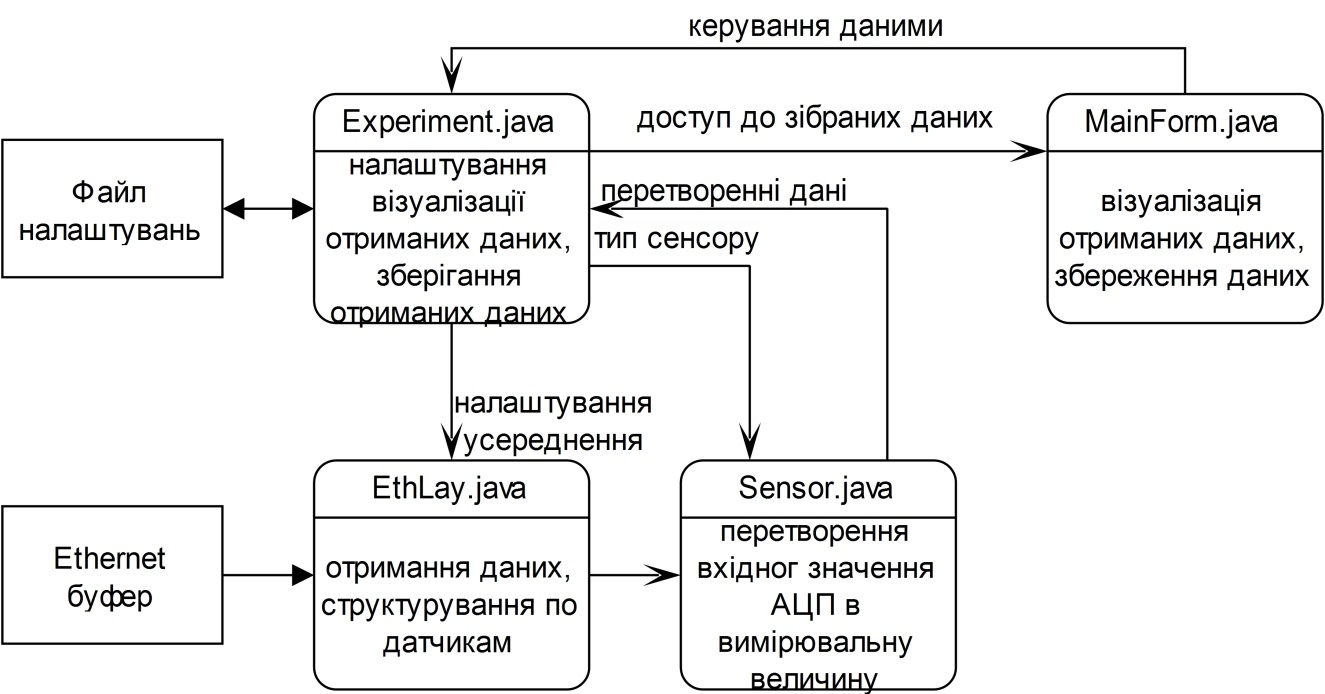 керування даними
Experiment.java
доступ до зібраних даних
MainForm.java
Файл
налаштувань
налаштування
візуалізації
отриманих даних,
зберігання
отриманих даних
перетворенні дані
тип сенсору
візуалізація
отриманих даних,
збереження даних
налаштування
усереднення
EthLay.java
Sensor.java
Ethernet
буфер
отримання даних,
структурування по
датчикам
перетворення
вхідного значення
АЦП в
вимірювальну
величину